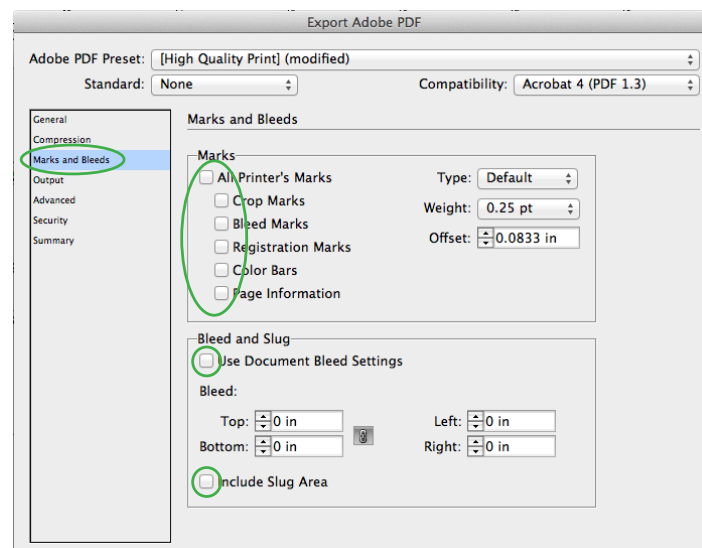 Export Adobe PDF
Adobe PDF Preset: [High Quality Print] (modified)
Standard: None Compatibility: Acrobat 4 (PDF 1.3)
General
Compression
Marks and Bleeds
Output
Advanced
Security
Summary
Marks and Bleeds
Marks
All Printer's Marks
Crop Marks
Bleed Marks
Registration Marks
Color Bars
Page Information
Type: Default
Weight: 0.25 pt
Offset: 0.0833 in
Bleed and Slug
Use Document Bleed Settings
Bleed:
Top: 0 in Left: 0 in
Bottom: 0 in Right: 0 in
Include Slug Area